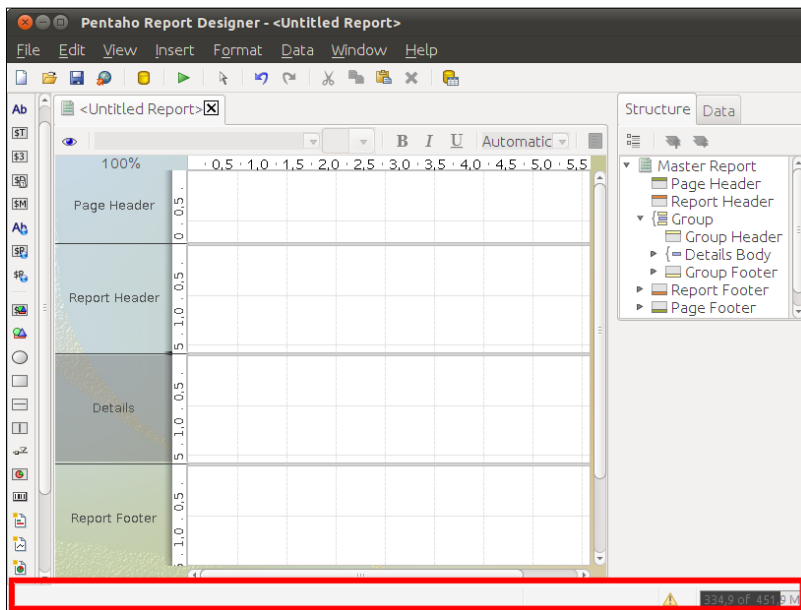 Pentaho Report Designer - <Untitled Report>
File Edit View Insert Format Data Window Help
<Untitled Report>
Structure Data
Ab
$T
$3
$M
Ab
B I U Automatic
100%
0,5 1,0 1,5 2,0 2,5 3,0 3,5 4,0 4,5 5,0 5,5
Page Header
0 0,5
Report Header
0,5 1,0
Details
0,5 1,0
Report Footer
0,5 1,0
Master Report
Page Header
Report Header
Group
Group Header
Details Body
Group Footer
Report Footer
Page Footer
334,9 of 451,9 M